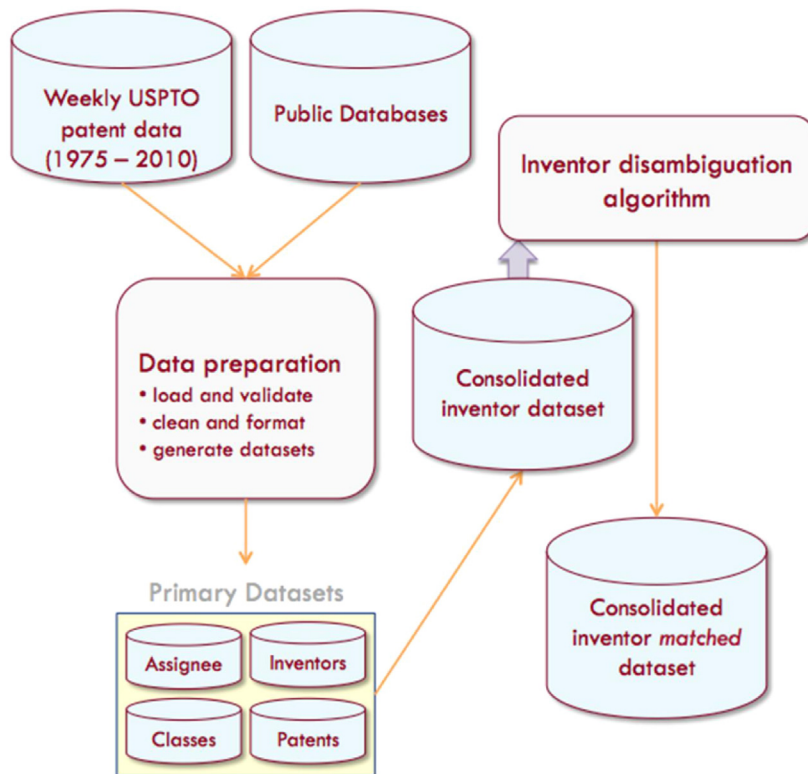 Weekly USPTO
patent data
(1975 – 2010)
Public Databases
Inventor disambiguation
algorithm
Data preparation
• load and validate
• clean and format
• generate datasets
Consolidated
inventor dataset
Primary Datasets
Assignee
Inventors
Classes
Patents
Consolidated
inventor matched
dataset